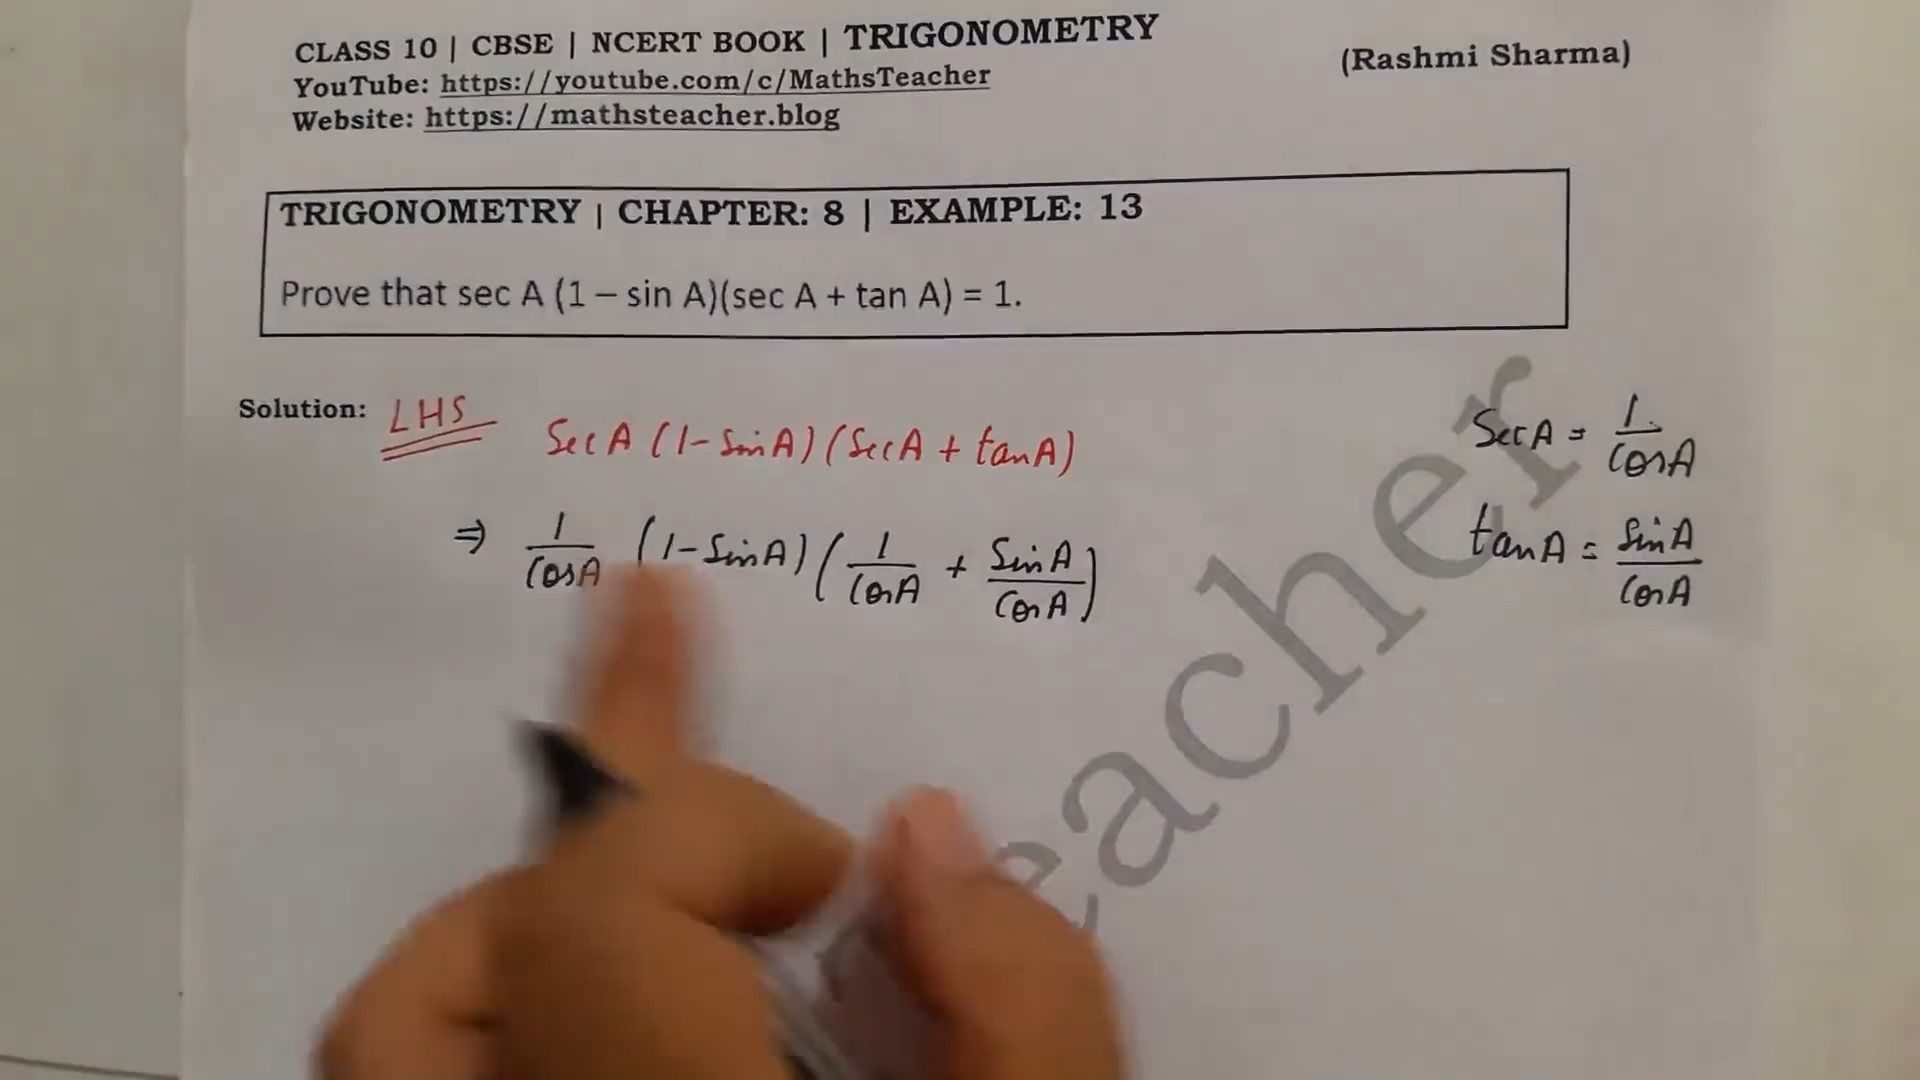 CLASS 10 | CBSE | NCERT BOOK | TRIGONOMETRY
(Rashmi Sharma)
YouTube: https://youtube.com/c/MathsTeacher
Website: https://mathsteacher.blog
TRIGONOMETRY | CHAPTER: 8 | EXAMPLE: 13
Prove that sec A (1 – sin A)(sec A + tan A) = 1.
Solution: LHS SecA (1-SinA)(SecA + tanA)
⇒ 1/CosA (1-SinA)(1/CosA + SinA/CosA)
SecA = 1/CosA
tanA = SinA/CosA
eacher